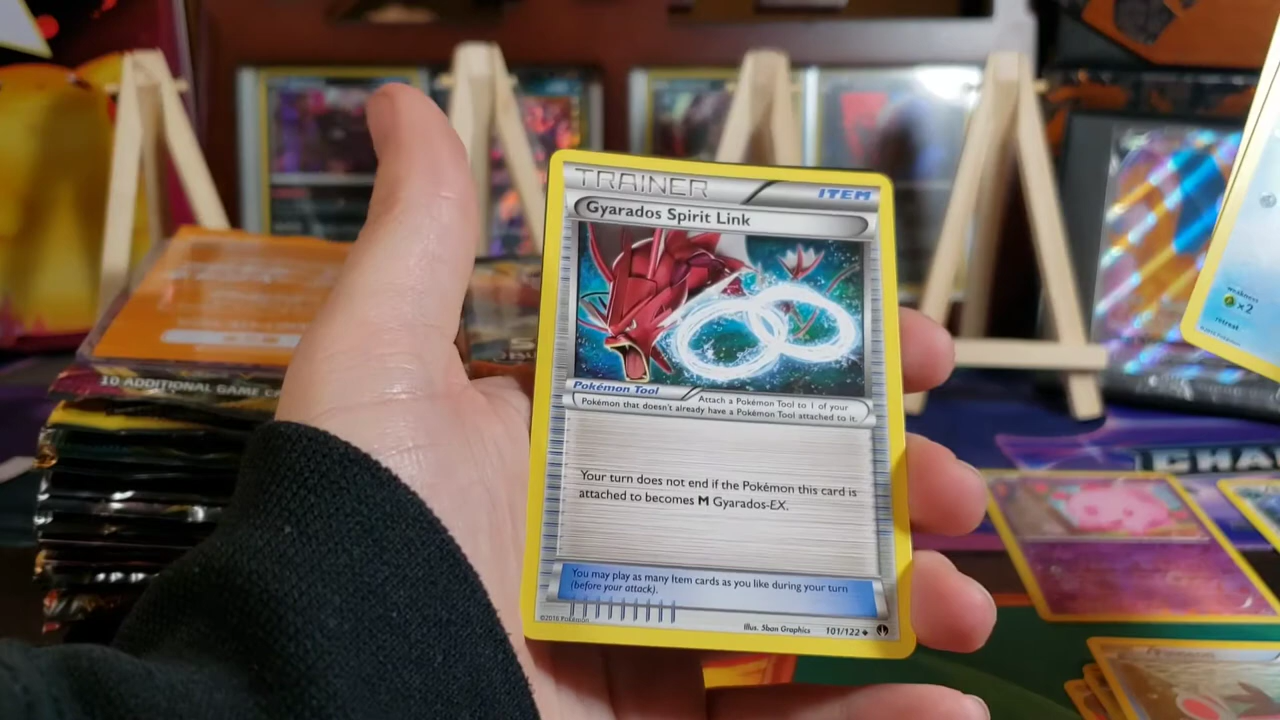 TRAINER
ITEM
Gyarados Spirit Link
Pokémon Tool
Attach a Pokémon Tool to 1 of your
Pokémon that doesn't already have a Pokémon Tool attached to it.
Your turn does not end if the Pokémon this card is
attached to becomes M Gyarados-EX.
You may play as many Item cards as you like during your turn
(before your attack).
©2016 Pokémon
Illus. 5ban Graphics
101/122
10 ADDITIONAL GAME
weakness
×2
retreat